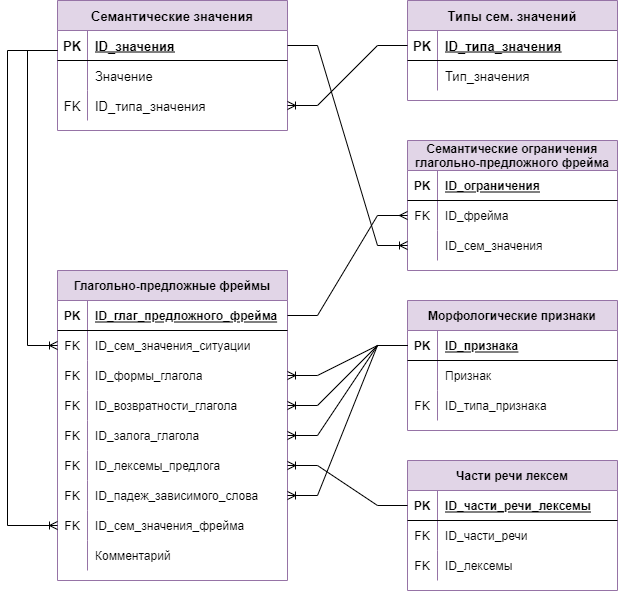 Семантические значения
PK ID_значения
Значение
FK ID_типа_значения
Типы сем. значений
PK ID_типа_значения
Тип_значения
Семантические ограничения
глагольно-предложного фрейма
PK ID_ограничения
FK ID_фрейма
ID_сем_значения
Глагольно-предложные фреймы
PK ID_глаг_предложного_фрейма
FK ID_сем_значения_ситуации
FK ID_формы_глагола
FK ID_возвратности_глагола
FK ID_залога_глагола
FK ID_лексемы_предлога
FK ID_падеж_зависимого_слова
FK ID_сем_значения_фрейма
Комментарий
Морфологические признаки
PK ID_признака
Признак
FK ID_типа_признака
Части речи лексем
PK ID_части_речи_лексемы
FK ID_части_речи
FK ID_лексемы